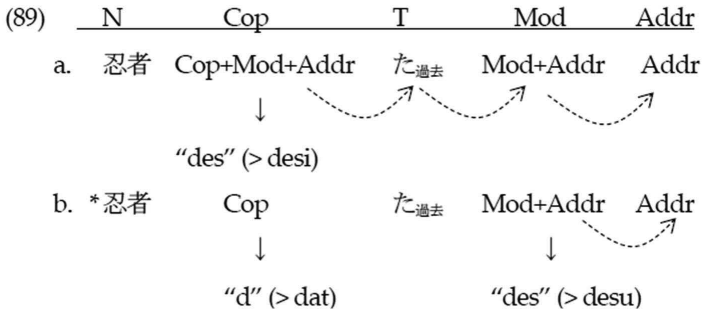 (89) N Cop T Mod Addr
a. 忍者 Cop+Mod+Addr た過去 Mod+Addr Addr
↓
“des” (> desi)
b. *忍者 Cop た過去 Mod+Addr Addr
↓ ↓
“d” (> dat) “des” (> desu)